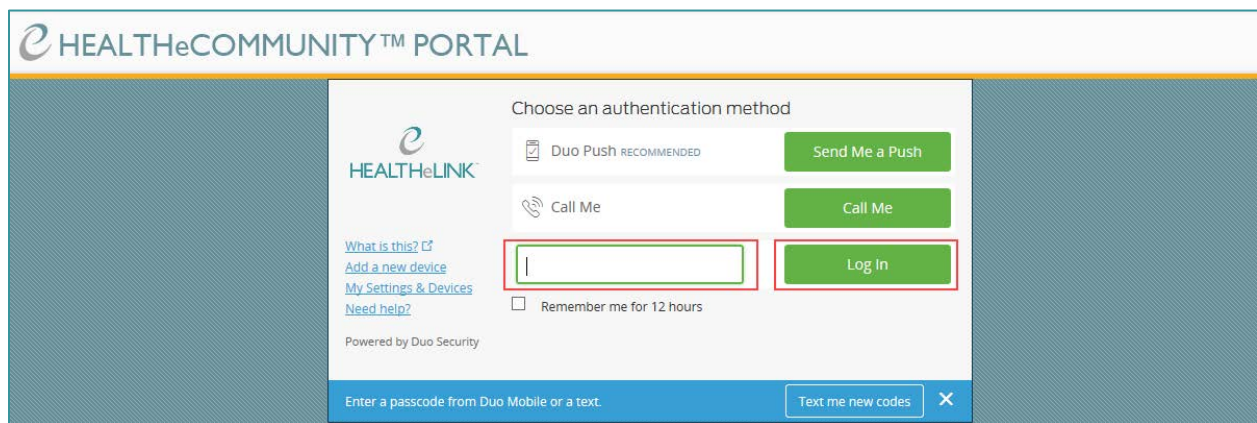 HEALTHeCOMMUNITY™ PORTAL
HEALTHeLINK™
What is this?
Add a new device
My Settings & Devices
Need help?
Powered by Duo Security
Choose an authentication method
Duo Push RECOMMENDED
Send Me a Push
Call Me
Call Me
Log In
Remember me for 12 hours
Enter a passcode from Duo Mobile or a text.
Text me new codes